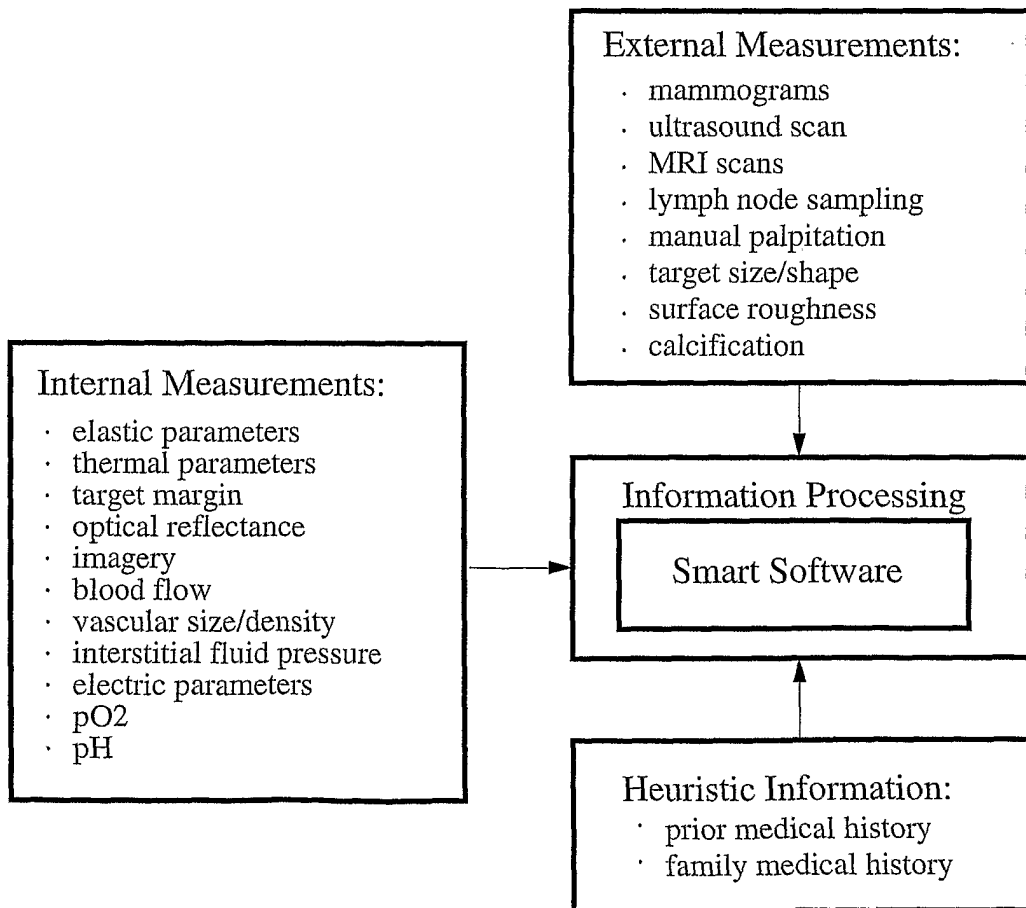 External Measurements:
· mammograms
· ultrasound scan
· MRI scans
· lymph node sampling
· manual palpitation
· target size/shape
· surface roughness
· calcification
Internal Measurements:
· elastic parameters
· thermal parameters
· target margin
· optical reflectance
· imagery
· blood flow
· vascular size/density
· interstitial fluid pressure
· electric parameters
· pO2
· pH
Information Processing
Smart Software
Heuristic Information:
· prior medical history
· family medical history